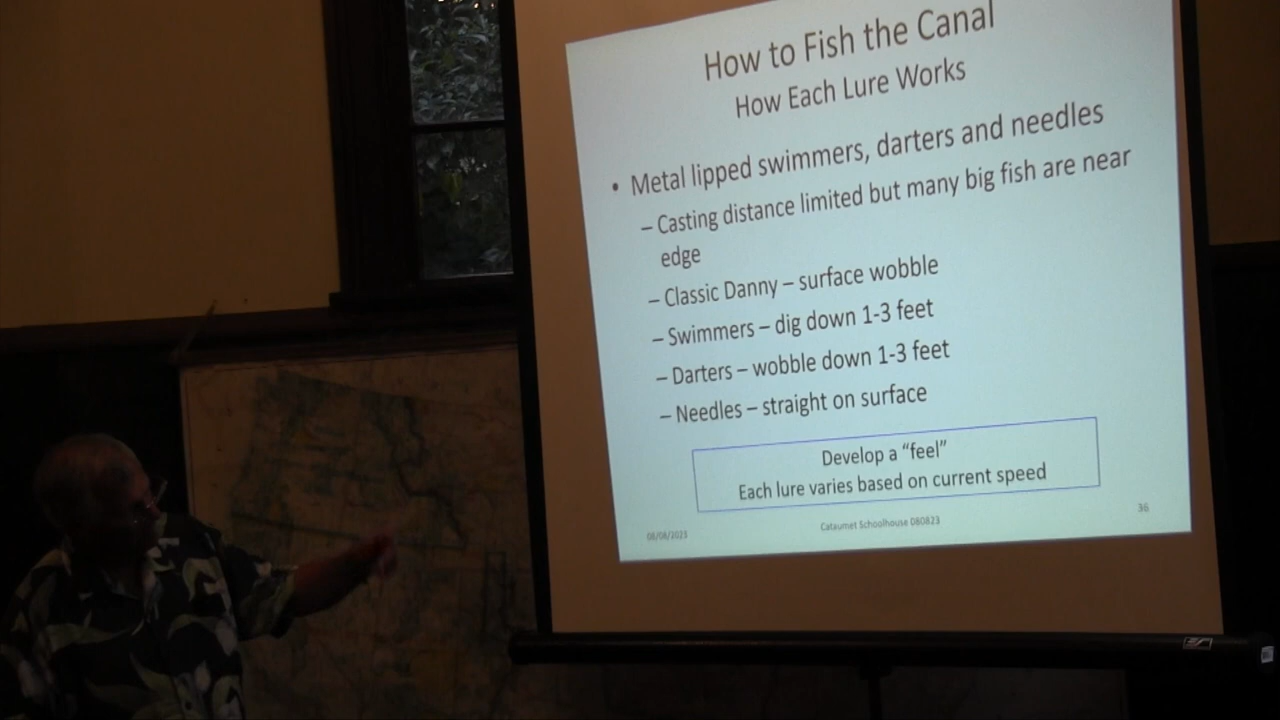 How to Fish the Canal
How Each Lure Works
• Metal lipped swimmers, darters and needles
– Casting distance limited but many big fish are near
edge
– Classic Danny – surface wobble
– Swimmers – dig down 1-3 feet
– Darters – wobble down 1-3 feet
– Needles – straight on surface
Develop a “feel”
Each lure varies based on current speed
08/08/2023
Cataumet Schoolhouse 080823
36